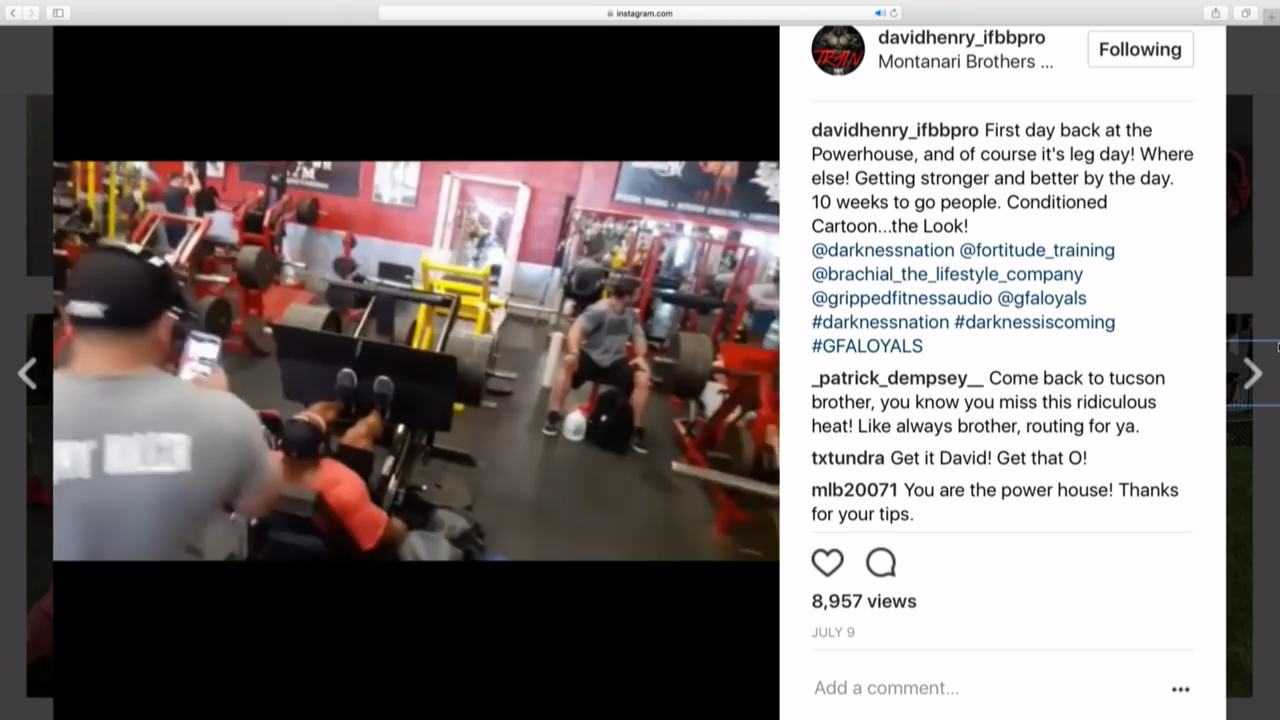 instagram.com
TRAIN
davidhenry_ifbbpro
Montanari Brothers ...
Following
davidhenry_ifbbpro First day back at the
Powerhouse, and of course it's leg day! Where
else! Getting stronger and better by the day.
10 weeks to go people. Conditioned
Cartoon...the Look!
@darknessnation @fortitude_training
@brachial_the_lifestyle_company
@grippedfitnessaudio @gfaloyals
#darknessnation #darknessiscoming
#GFALOYALS
_patrick_dempsey__ Come back to tucson
brother, you know you miss this ridiculous
heat! Like always brother, routing for ya.
txtundra Get it David! Get that O!
mlb20071 You are the power house! Thanks
for your tips.
8,957 views
JULY 9
Add a comment...